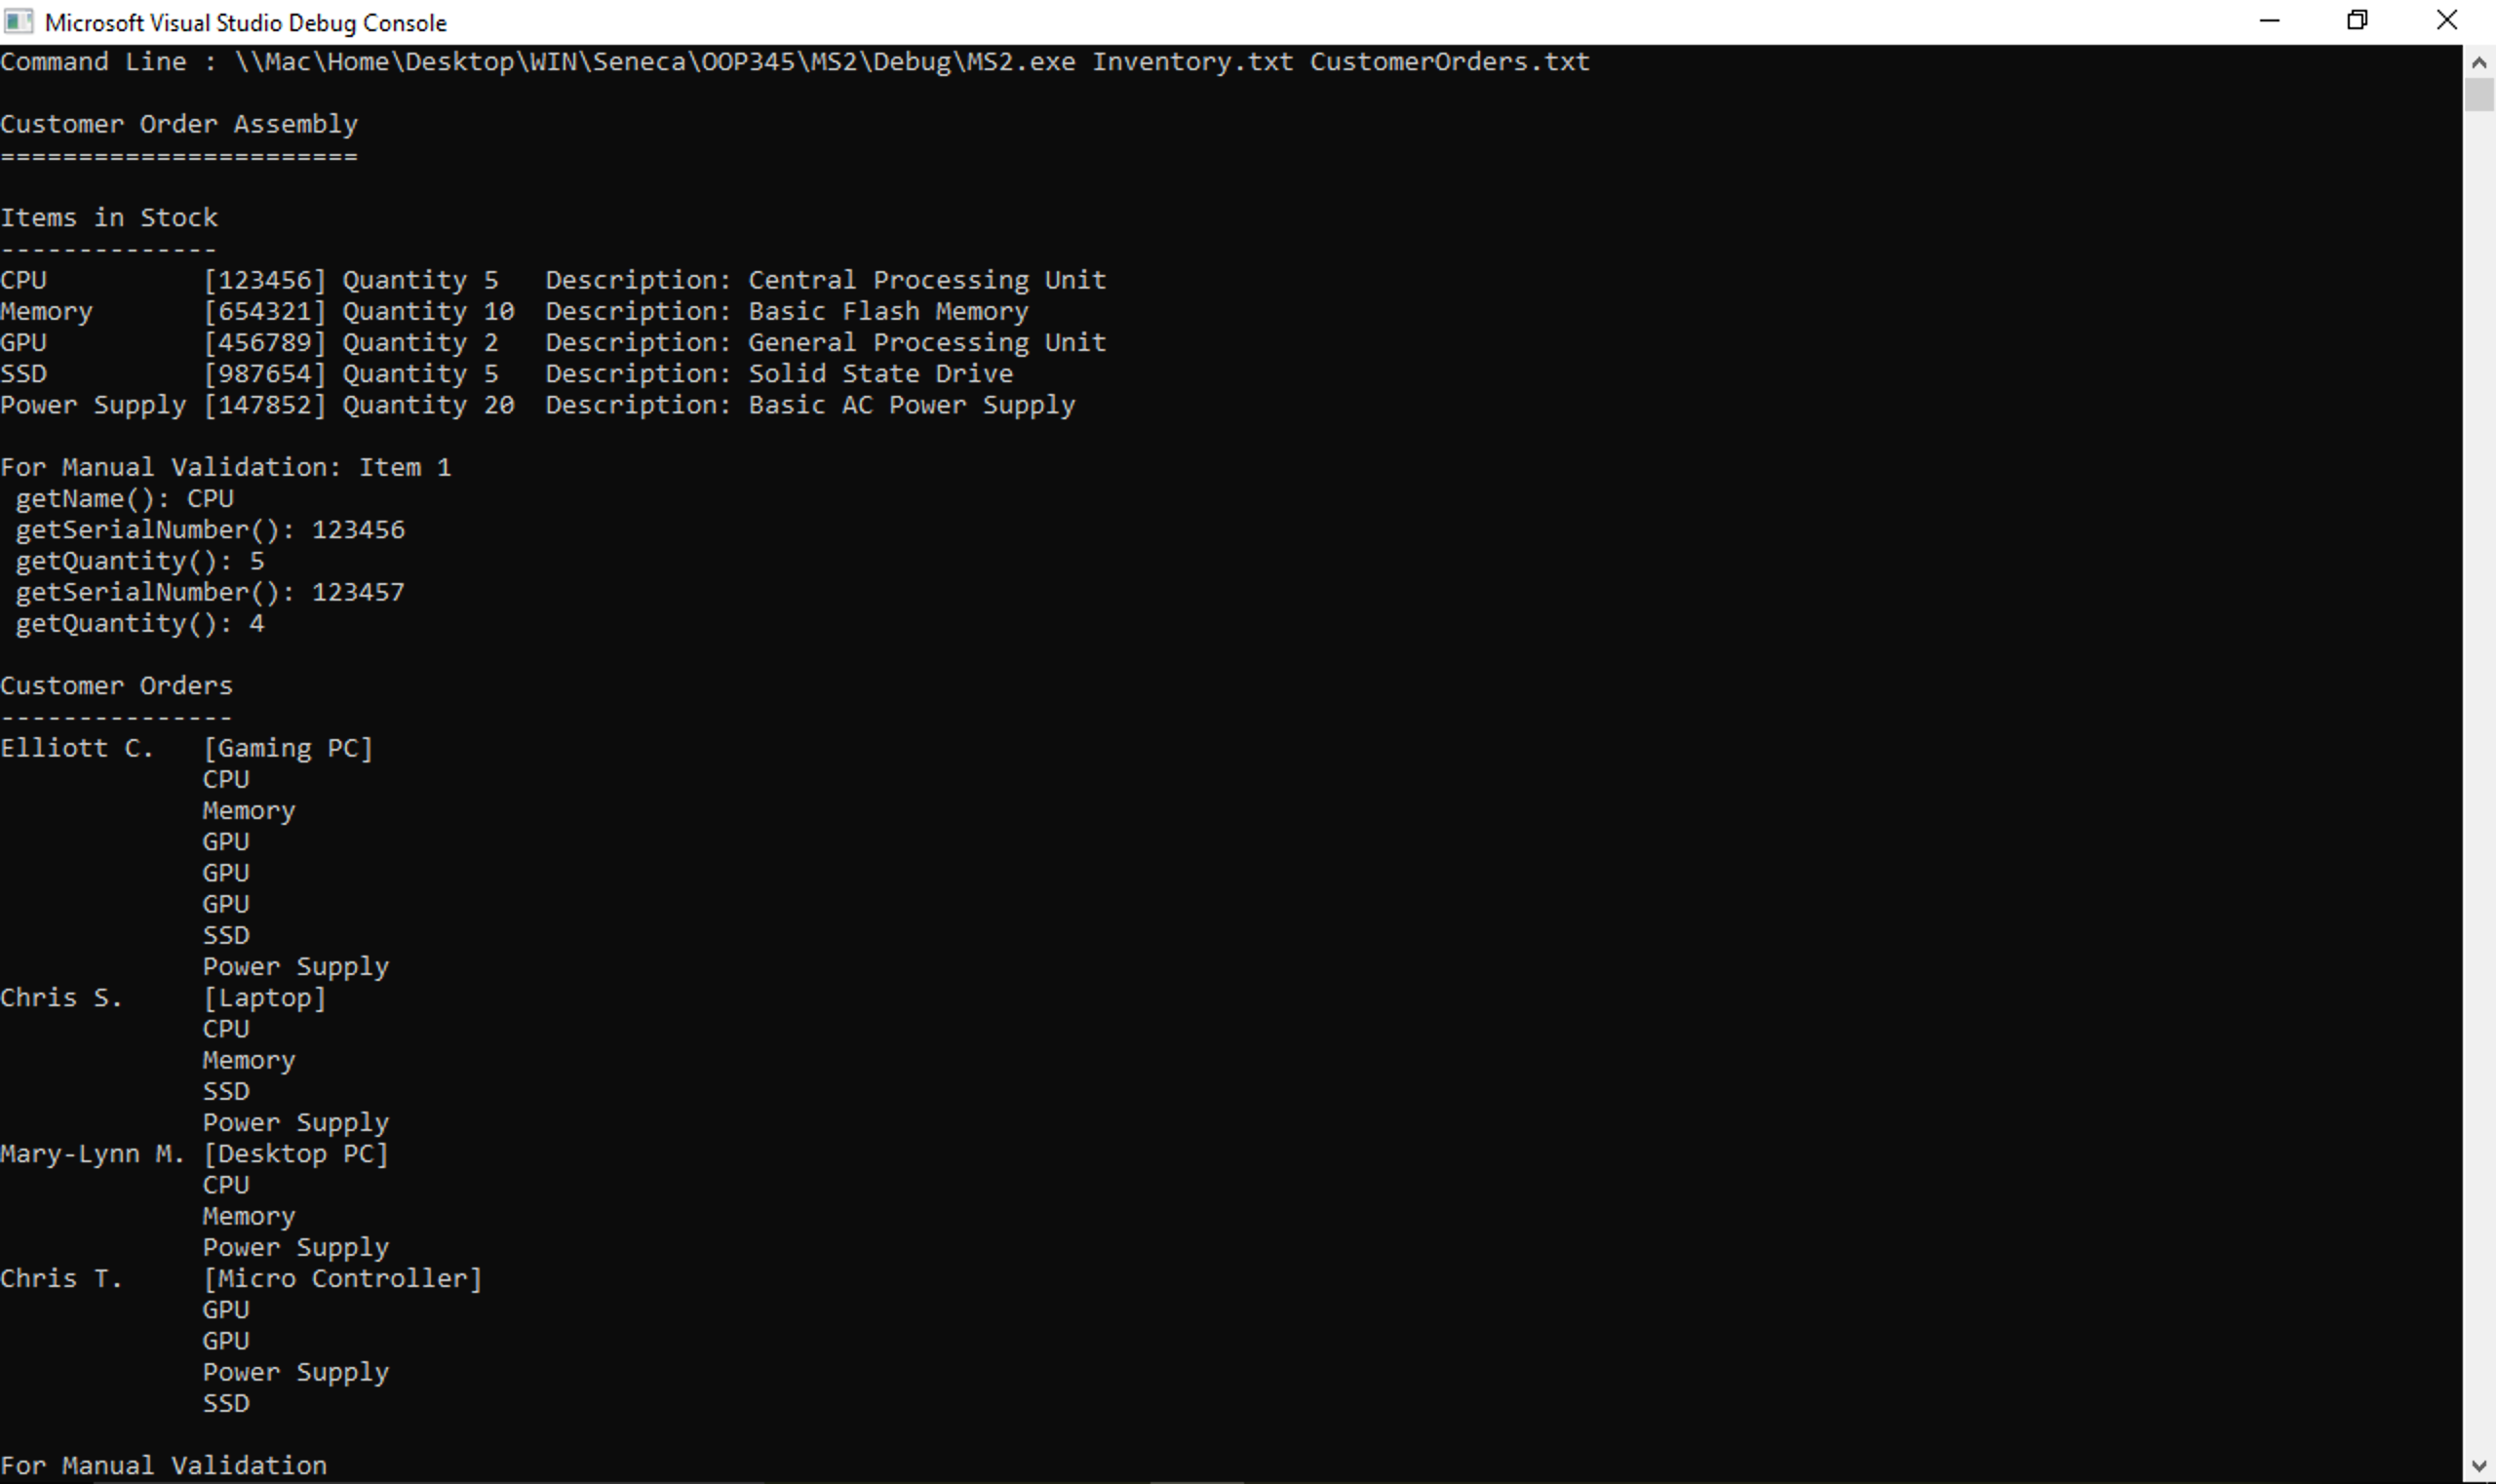 Microsoft Visual Studio Debug Console
Command Line : \\Mac\Home\Desktop\WIN\Seneca\OOP345\MS2\Debug\MS2.exe Inventory.txt CustomerOrders.txt

Customer Order Assembly
=======================

Items in Stock
--------------
CPU          [123456] Quantity 5   Description: Central Processing Unit
Memory       [654321] Quantity 10  Description: Basic Flash Memory
GPU          [456789] Quantity 2   Description: General Processing Unit
SSD          [987654] Quantity 5   Description: Solid State Drive
Power Supply [147852] Quantity 20  Description: Basic AC Power Supply

For Manual Validation: Item 1
 getName(): CPU
 getSerialNumber(): 123456
 getQuantity(): 5
 getSerialNumber(): 123457
 getQuantity(): 4

Customer Orders
---------------
Elliott C.   [Gaming PC]
             CPU
             Memory
             GPU
             GPU
             GPU
             SSD
             Power Supply
Chris S.     [Laptop]
             CPU
             Memory
             SSD
             Power Supply
Mary-Lynn M. [Desktop PC]
             CPU
             Memory
             Power Supply
Chris T.     [Micro Controller]
             GPU
             GPU
             Power Supply
             SSD

For Manual Validation